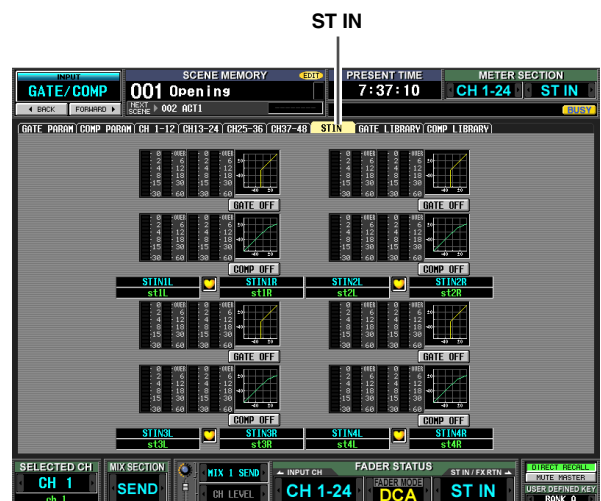 ST IN
INPUT
GATE/COMP
BACK FORWARD
SCENE MEMORY EDIT
001 Opening
NEXT SCENE 002 ACT1
PRESENT TIME
7:37:10
METER SECTION
CH 1-24 ST IN
BUSY
GATE PARAM COMP PARAM CH 1-12 CH13-24 CH25-36 CH37-48 STIN GATE LIBRARY COMP LIBRARY
GATE OFF GATE OFF
COMP OFF COMP OFF
STIN1L STIN1R STIN2L STIN2R
st1L st1R st2L st2R
GATE OFF GATE OFF
COMP OFF COMP OFF
STIN3L STIN3R STIN4L STIN4R
st3L st3R st4L st4R
SELECTED CH
CH 1
ch 1
MIX SECTION
SEND
MIX 1 SEND
CH LEVEL
FADER STATUS
INPUT CH
CH 1-24
FADER MODE
DCA
ST IN / FX RTN
ST IN
DIRECT RECALL
MUTE MASTER
USER DEFINED KEY
BANK A